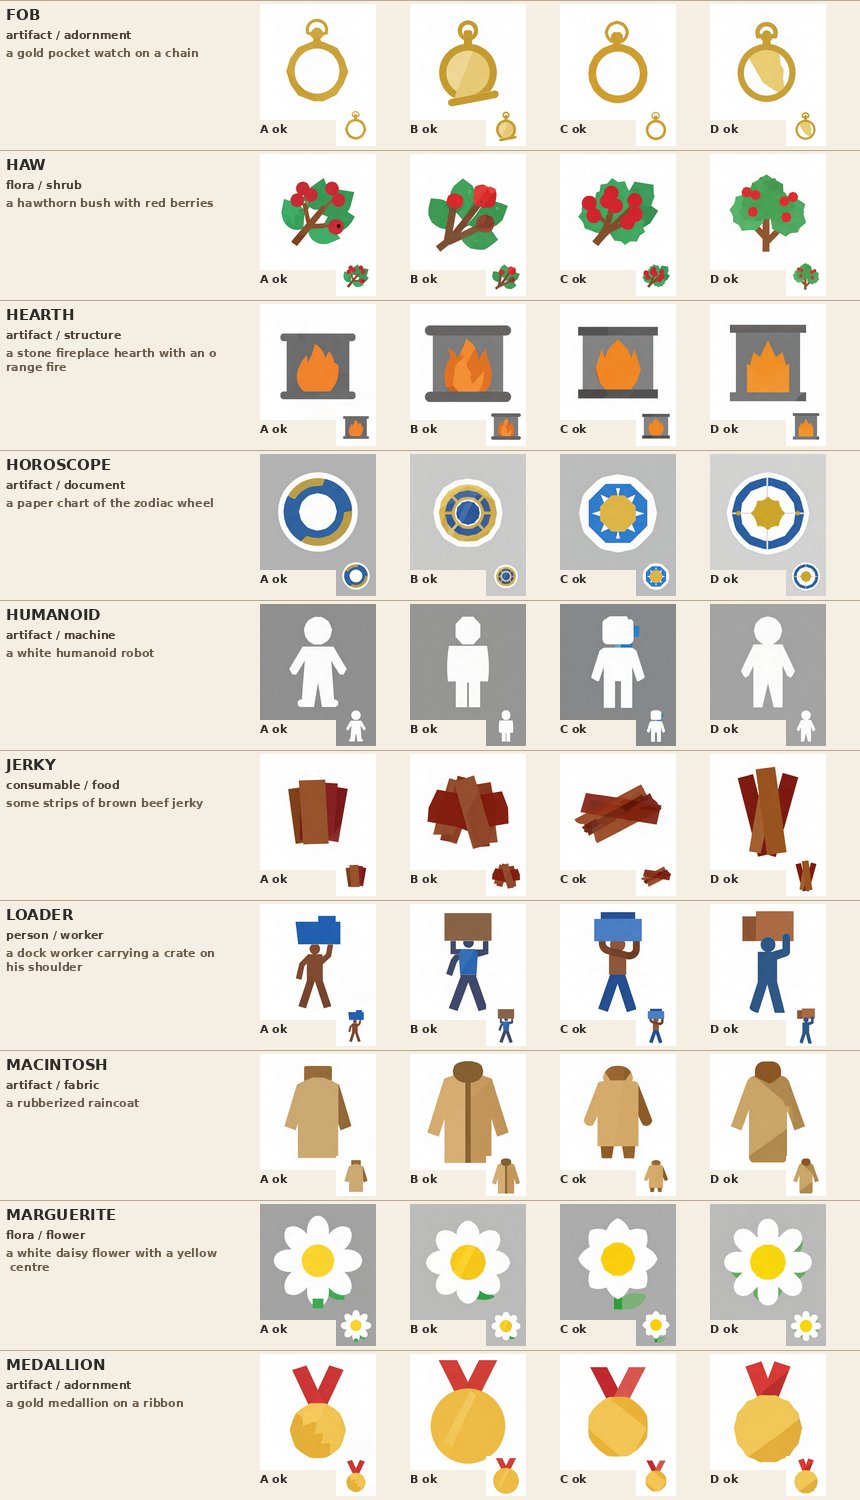 FOB
artifact / adornment
a gold pocket watch on a chain
A ok
B ok
C ok
D ok
HAW
flora / shrub
a hawthorn bush with red berries
A ok
B ok
C ok
D ok
HEARTH
artifact / structure
a stone fireplace hearth with an o
range fire
A ok
B ok
C ok
D ok
HOROSCOPE
artifact / document
a paper chart of the zodiac wheel
A ok
B ok
C ok
D ok
HUMANOID
artifact / machine
a white humanoid robot
A ok
B ok
C ok
D ok
JERKY
consumable / food
some strips of brown beef jerky
A ok
B ok
C ok
D ok
LOADER
person / worker
a dock worker carrying a crate on
his shoulder
A ok
B ok
C ok
D ok
MACINTOSH
artifact / fabric
a rubberized raincoat
A ok
B ok
C ok
D ok
MARGUERITE
flora / flower
a white daisy flower with a yellow
centre
A ok
B ok
C ok
D ok
MEDALLION
artifact / adornment
a gold medallion on a ribbon
A ok
B ok
C ok
D ok